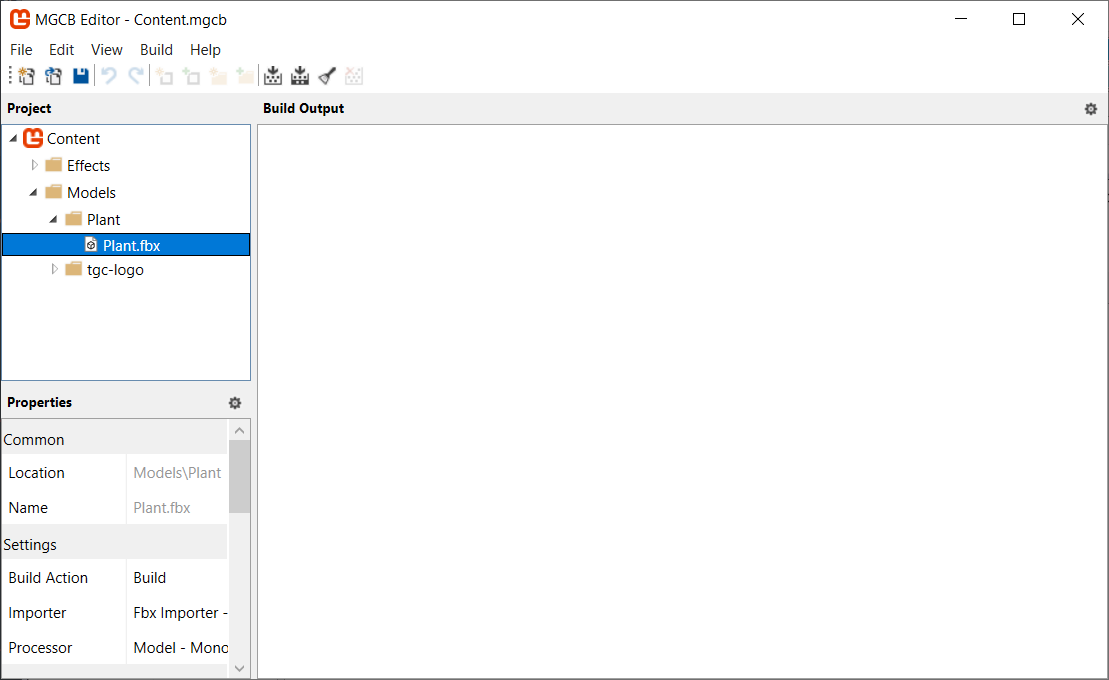 MGCB Editor - Content.mgcb
File Edit View Build Help
Project
Build Output
Content
Effects
Models
Plant
Plant.fbx
tgc-logo
Properties
Common
Location Models\Plant
Name Plant.fbx
Settings
Build Action Build
Importer Fbx Importer -
Processor Model - Mono